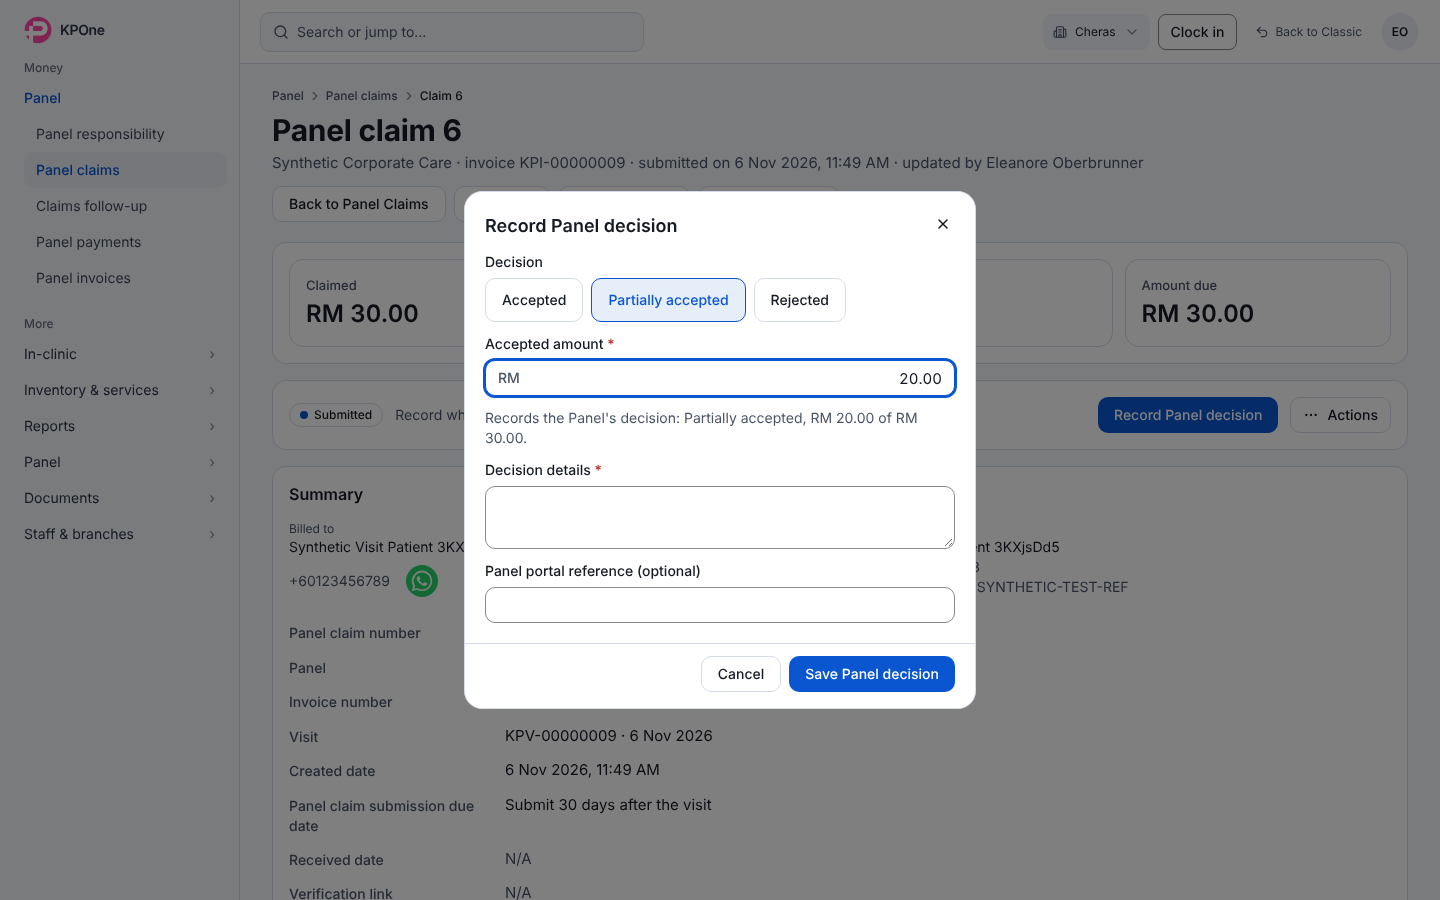 KPOne
Search or jump to...
Cheras
Clock in
Back to Classic
EO
Money
Panel
Panel responsibility
Panel claims
Claims follow-up
Panel payments
Panel invoices
More
In-clinic
Inventory & services
Reports
Panel
Documents
Staff & branches
Panel
Panel claims
Claim 6
Panel claim 6
Synthetic Corporate Care · invoice KPI-00000009 · submitted on 6 Nov 2026, 11:49 AM · updated by Eleanore Oberbrunner
Back to Panel Claims
Claimed
RM 30.00
Amount due
RM 30.00
Submitted
Record
Record Panel decision
Actions
Summary
Billed to
Synthetic Visit Patient 3KX
+60123456789
3KXjsDd5
SYNTHETIC-TEST-REF
Panel claim number
Panel
Invoice number
Visit
KPV-00000009 · 6 Nov 2026
Created date
6 Nov 2026, 11:49 AM
Panel claim submission due
date
Submit 30 days after the visit
Received date
N/A
Verification link
N/A
Record Panel decision
Decision
Accepted
Partially accepted
Rejected
Accepted amount *
RM
20.00
Records the Panel's decision: Partially accepted, RM 20.00 of RM
30.00.
Decision details *
Panel portal reference (optional)
Cancel
Save Panel decision